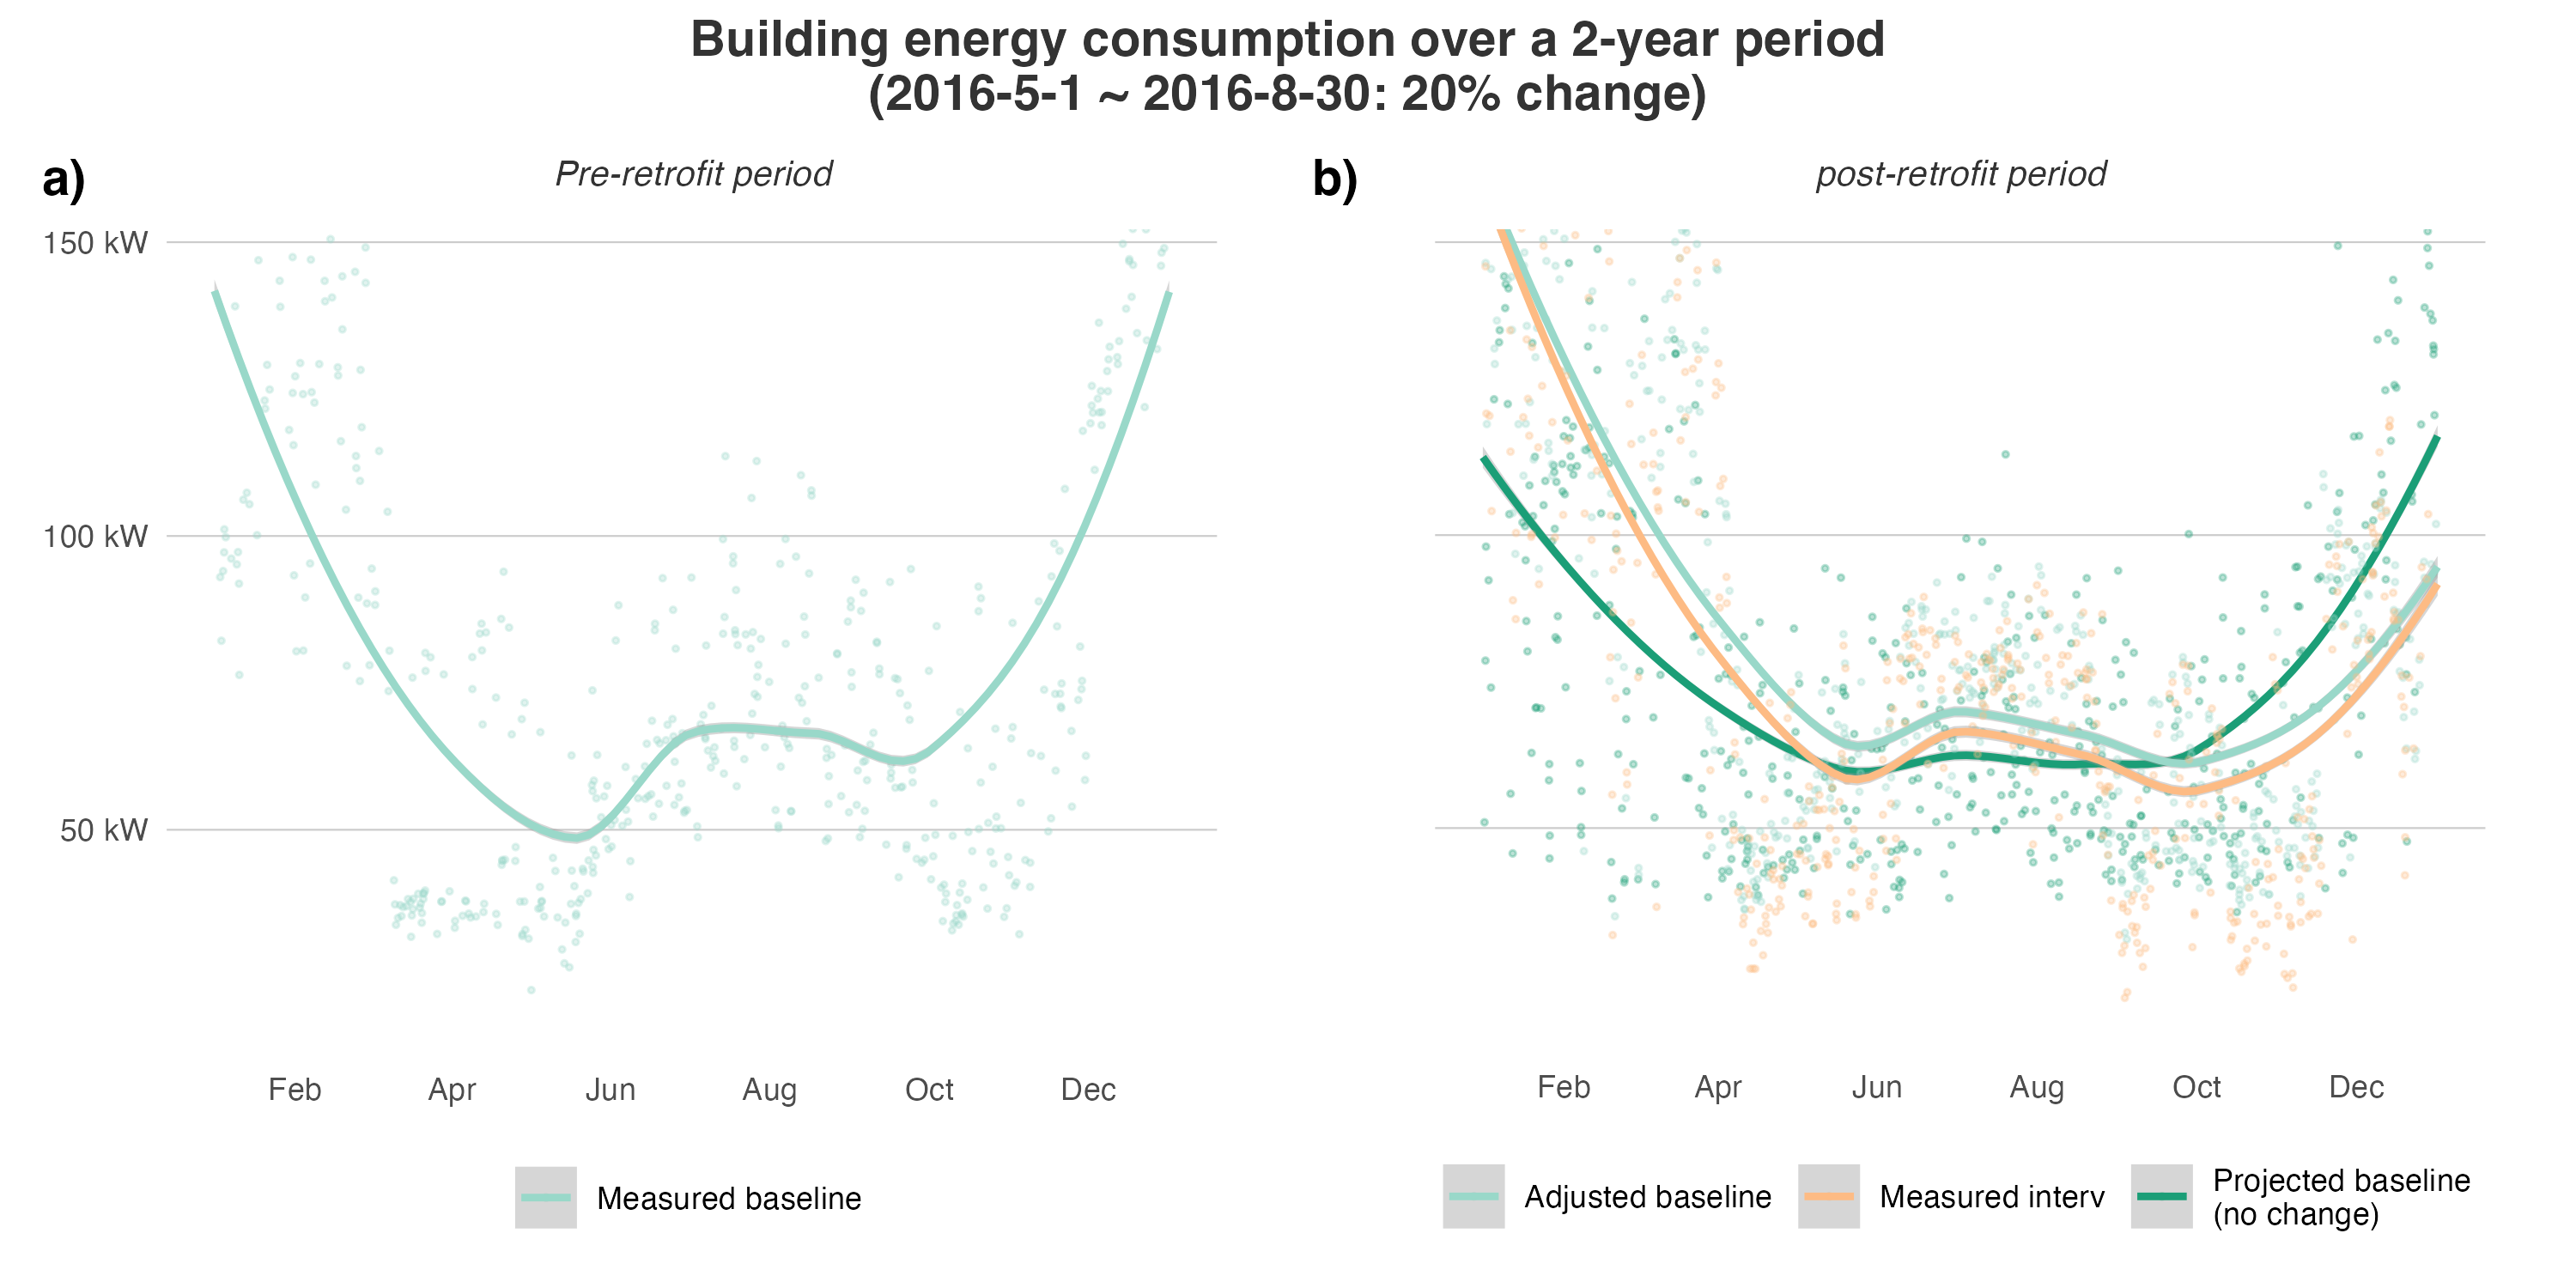 Building energy consumption over a 2-year period
(2016-5-1 ~ 2016-8-30: 20% change)
a)
Pre-retrofit period
150 kW
100 kW
50 kW
Feb Apr Jun Aug Oct Dec
Measured baseline
b)
post-retrofit period
Feb Apr Jun Aug Oct Dec
Adjusted baseline
Measured interv
Projected baseline
(no change)